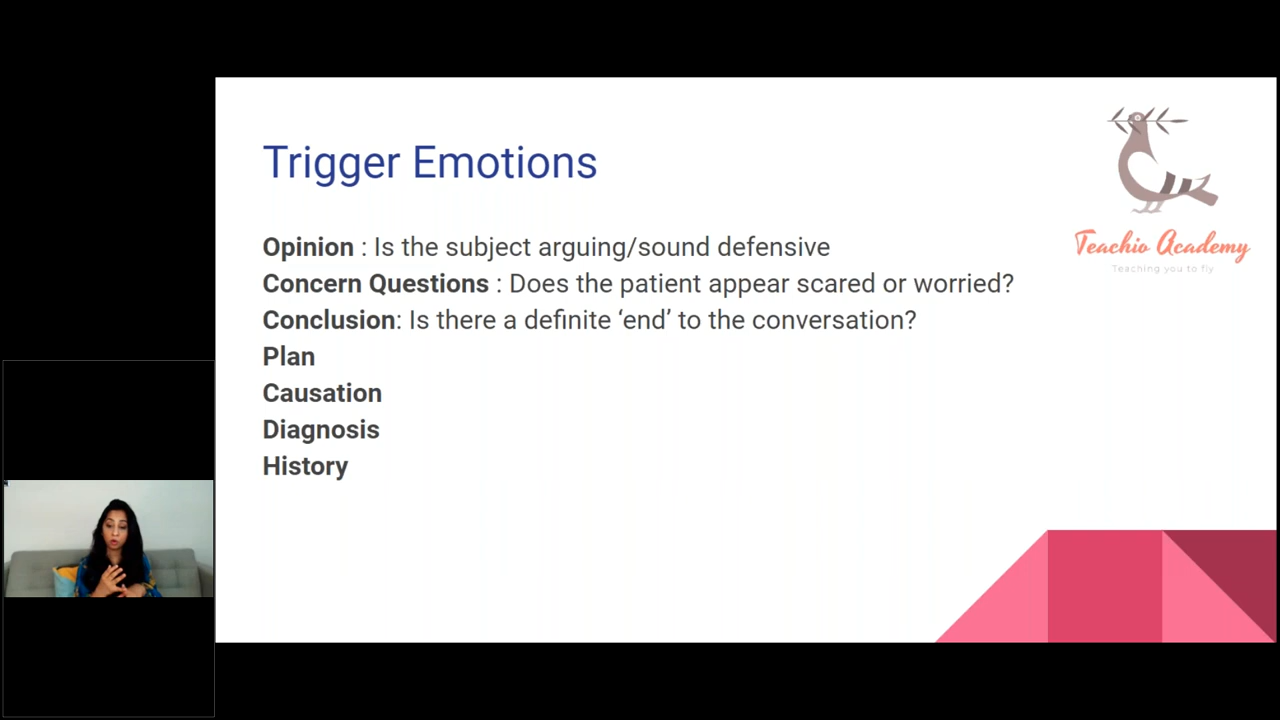 Trigger Emotions
Opinion : Is the subject arguing/sound defensive
Concern Questions : Does the patient appear scared or worried?
Conclusion: Is there a definite ‘end’ to the conversation?
Plan
Causation
Diagnosis
History
Teachio Academy
Teaching you to fly